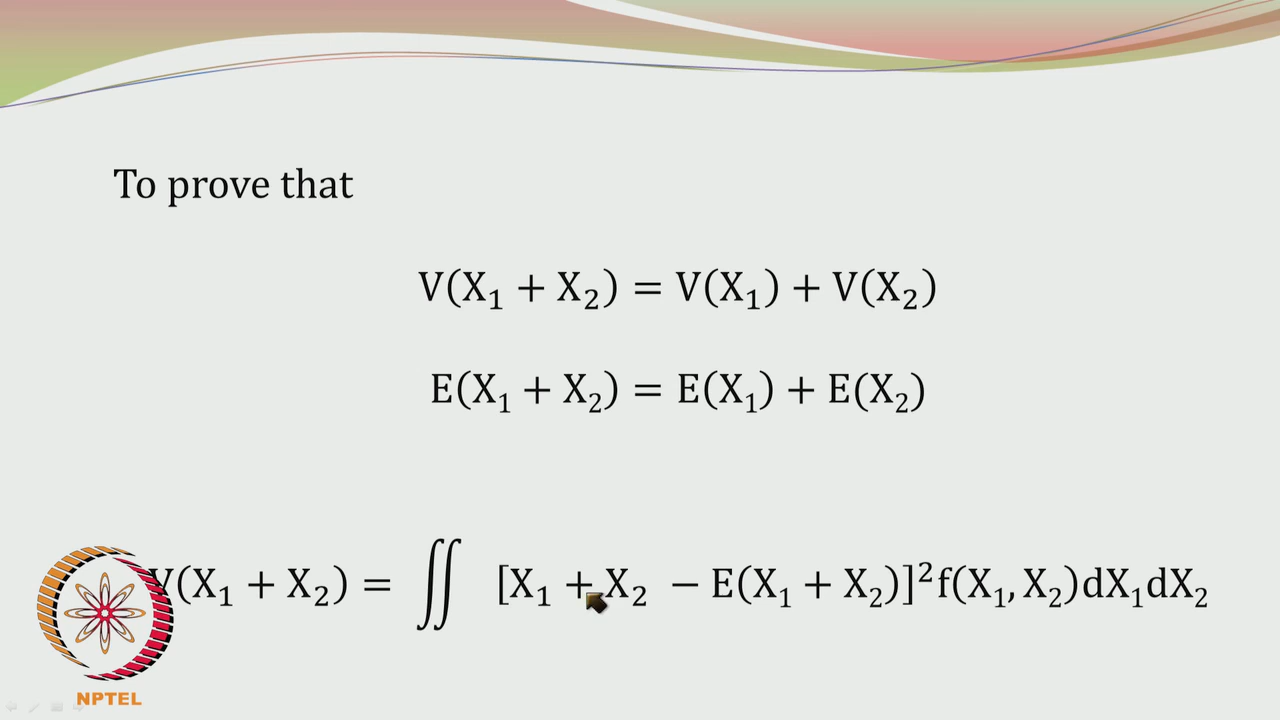 To prove that
V(X₁ + X₂) = V(X₁) + V(X₂)
E(X₁ + X₂) = E(X₁) + E(X₂)
V(X₁ + X₂) = ∬ [X₁ + X₂ − E(X₁ + X₂)]²f(X₁, X₂)dX₁dX₂
NPTEL